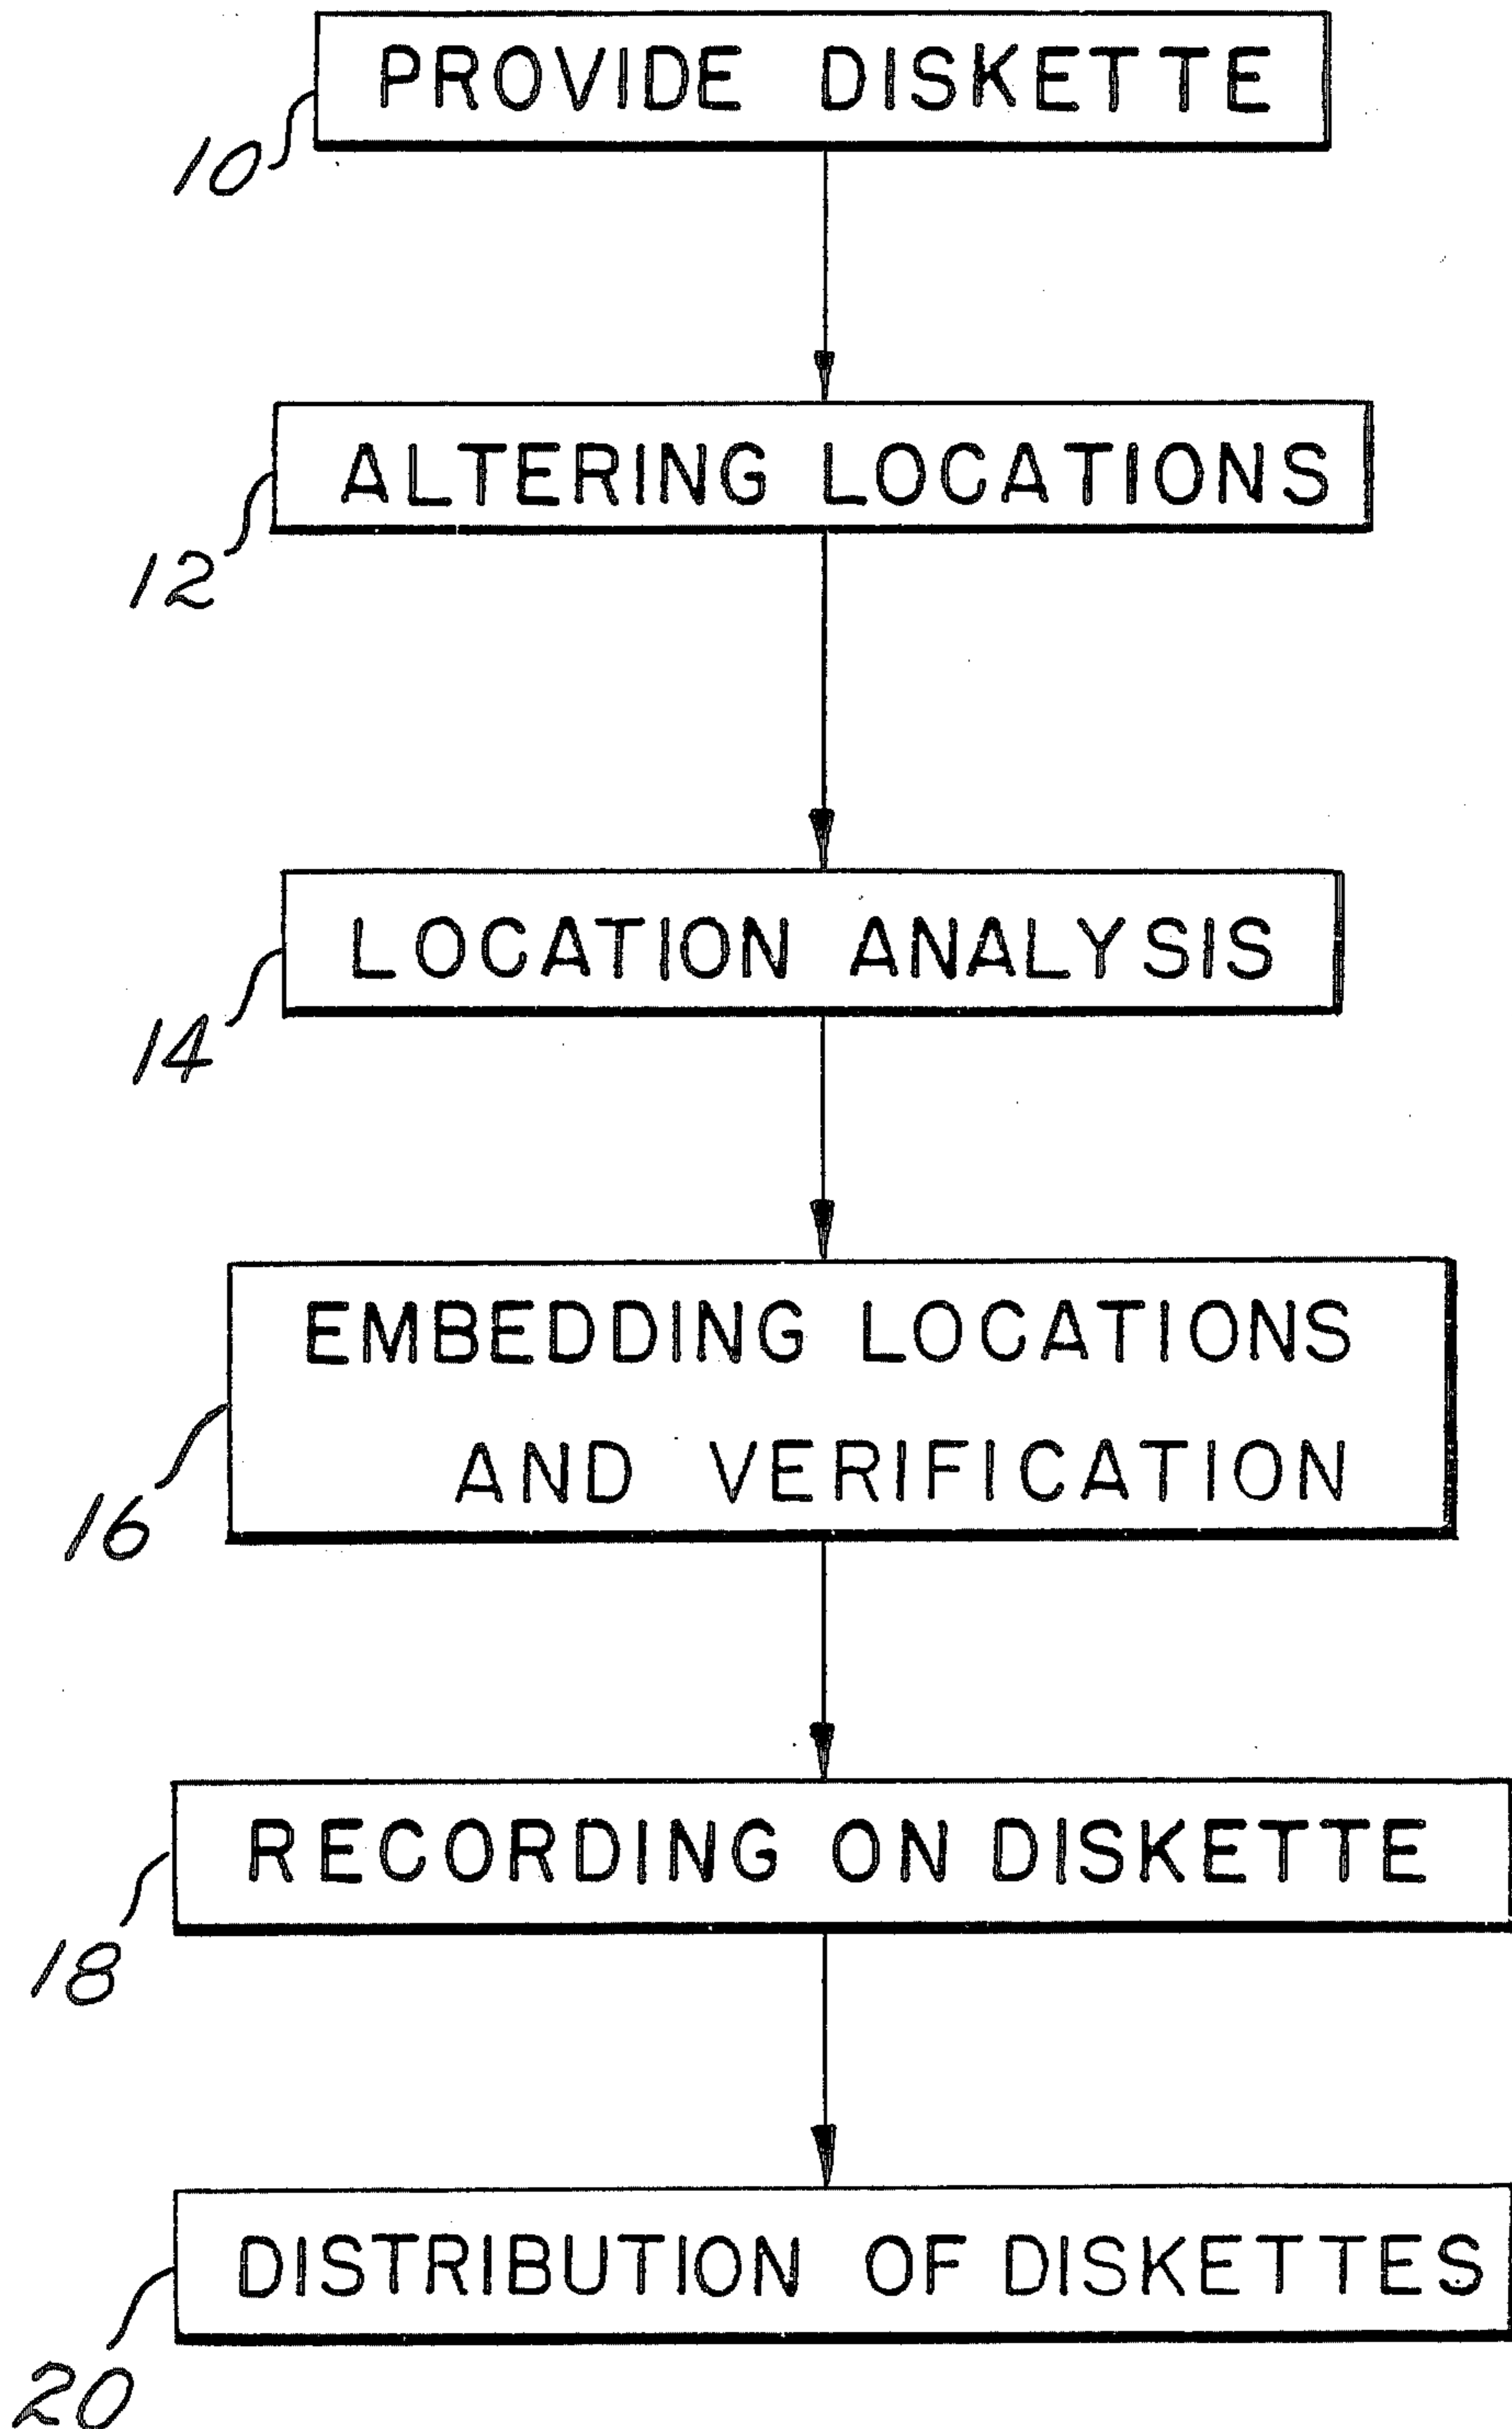 PROVIDE DISKETTE
10
ALTERING LOCATIONS
12
LOCATION ANALYSIS
14
EMBEDDING LOCATIONS
AND VERIFICATION
16
RECORDING ON DISKETTE
18
DISTRIBUTION OF DISKETTES
20